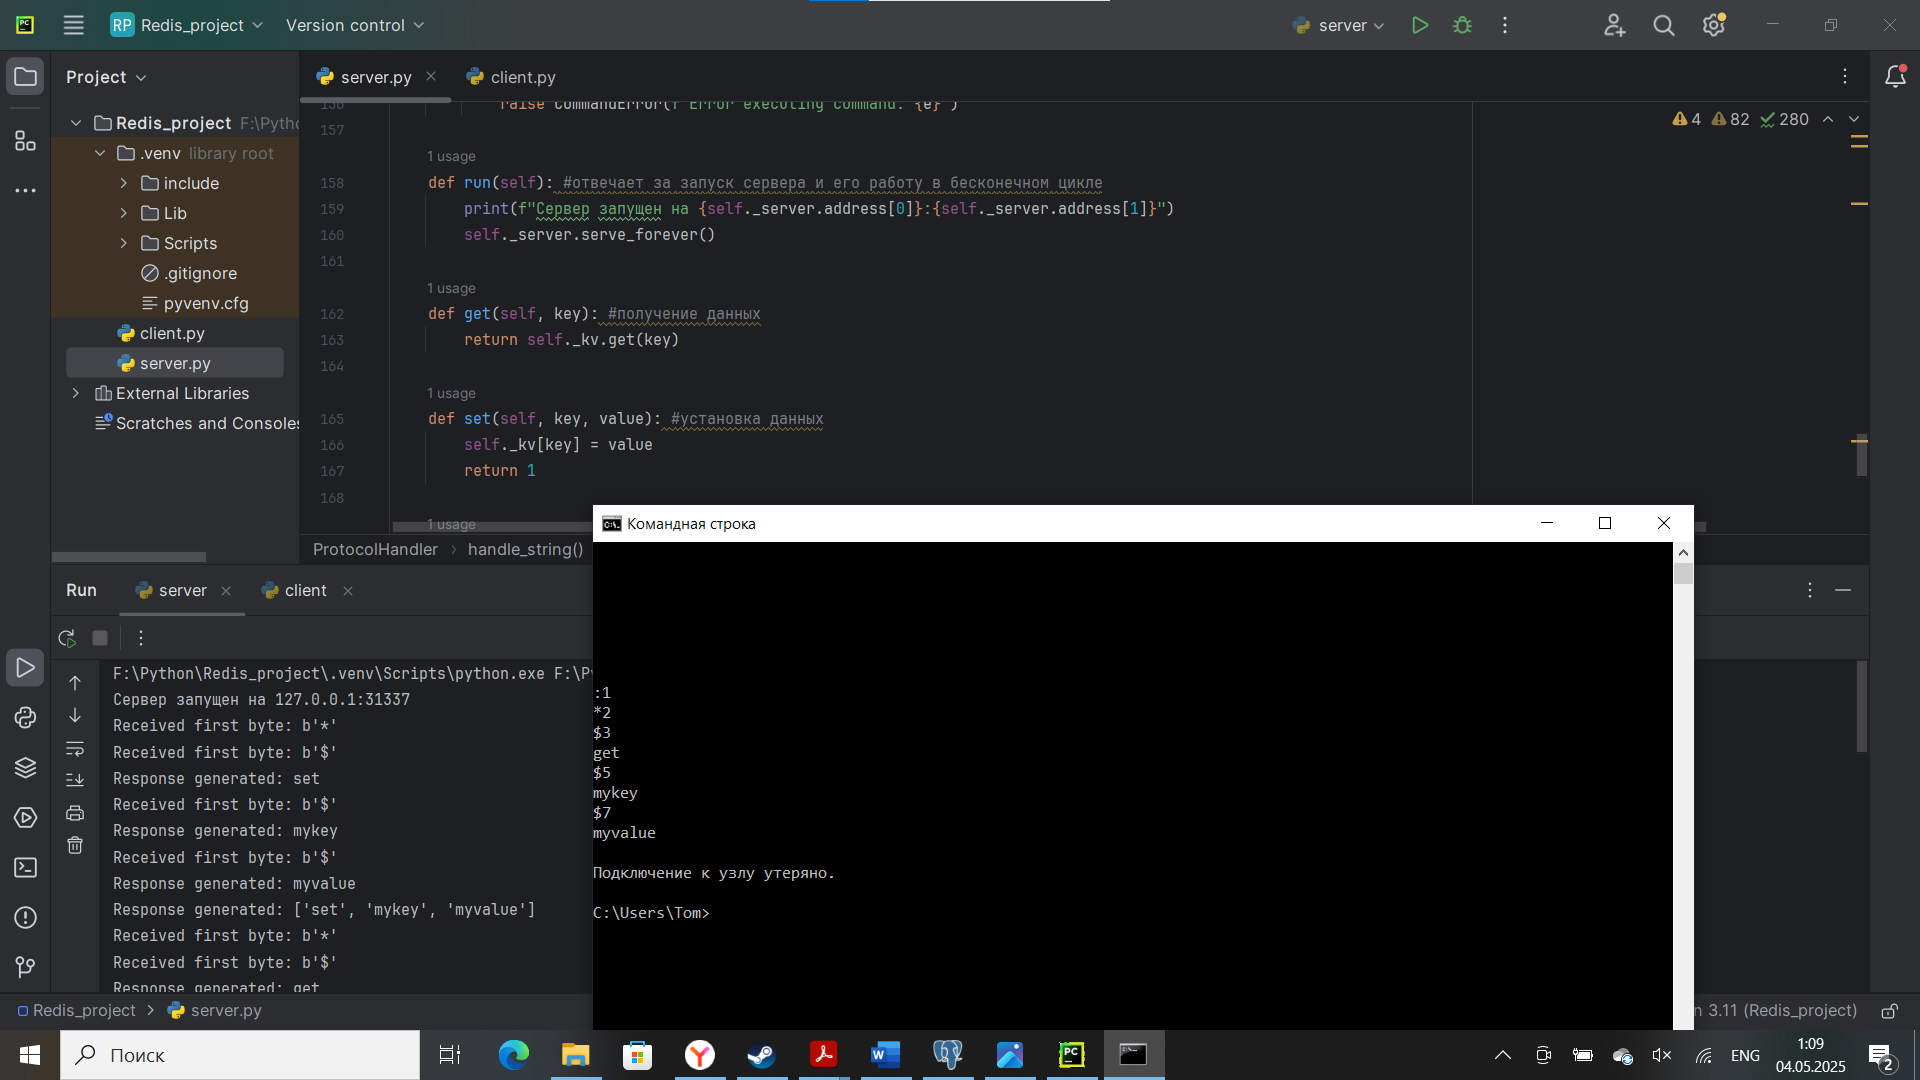 RP Redis_project Version control server
Project
server.py client.py
Redis_project F:\Pytho
.venv library root
include
Lib
Scripts
.gitignore
pyvenv.cfg
client.py
server.py
External Libraries
Scratches and Consoles
4 82 280
156 raise CommandError(f"Error executing command: {e}")
157
1 usage
158 def run(self): #отвечает за запуск сервера и его работу в бесконечном цикле
159 print(f"Сервер запущен на {self._server.address[0]}:{self._server.address[1]}")
160 self._server.serve_forever()
161
1 usage
162 def get(self, key): #получение данных
163 return self._kv.get(key)
164
1 usage
165 def set(self, key, value): #установка данных
166 self._kv[key] = value
167 return 1
168
1 usage
ProtocolHandler handle_string()
Run server client
F:\Python\Redis_project\.venv\Scripts\python.exe F:\P
Сервер запущен на 127.0.0.1:31337
Received first byte: b'*'
Received first byte: b'$'
Response generated: set
Received first byte: b'$'
Response generated: mykey
Received first byte: b'$'
Response generated: myvalue
Response generated: ['set', 'mykey', 'myvalue']
Received first byte: b'*'
Received first byte: b'$'
Response generated: get
Командная строка
:1
*2
$3
get
$5
mykey
$7
myvalue
Подключение к узлу утеряно.
C:\Users\Tom>
Redis_project server.py
n 3.11 (Redis_project)
Поиск
ENG
1:09
04.05.2025
2